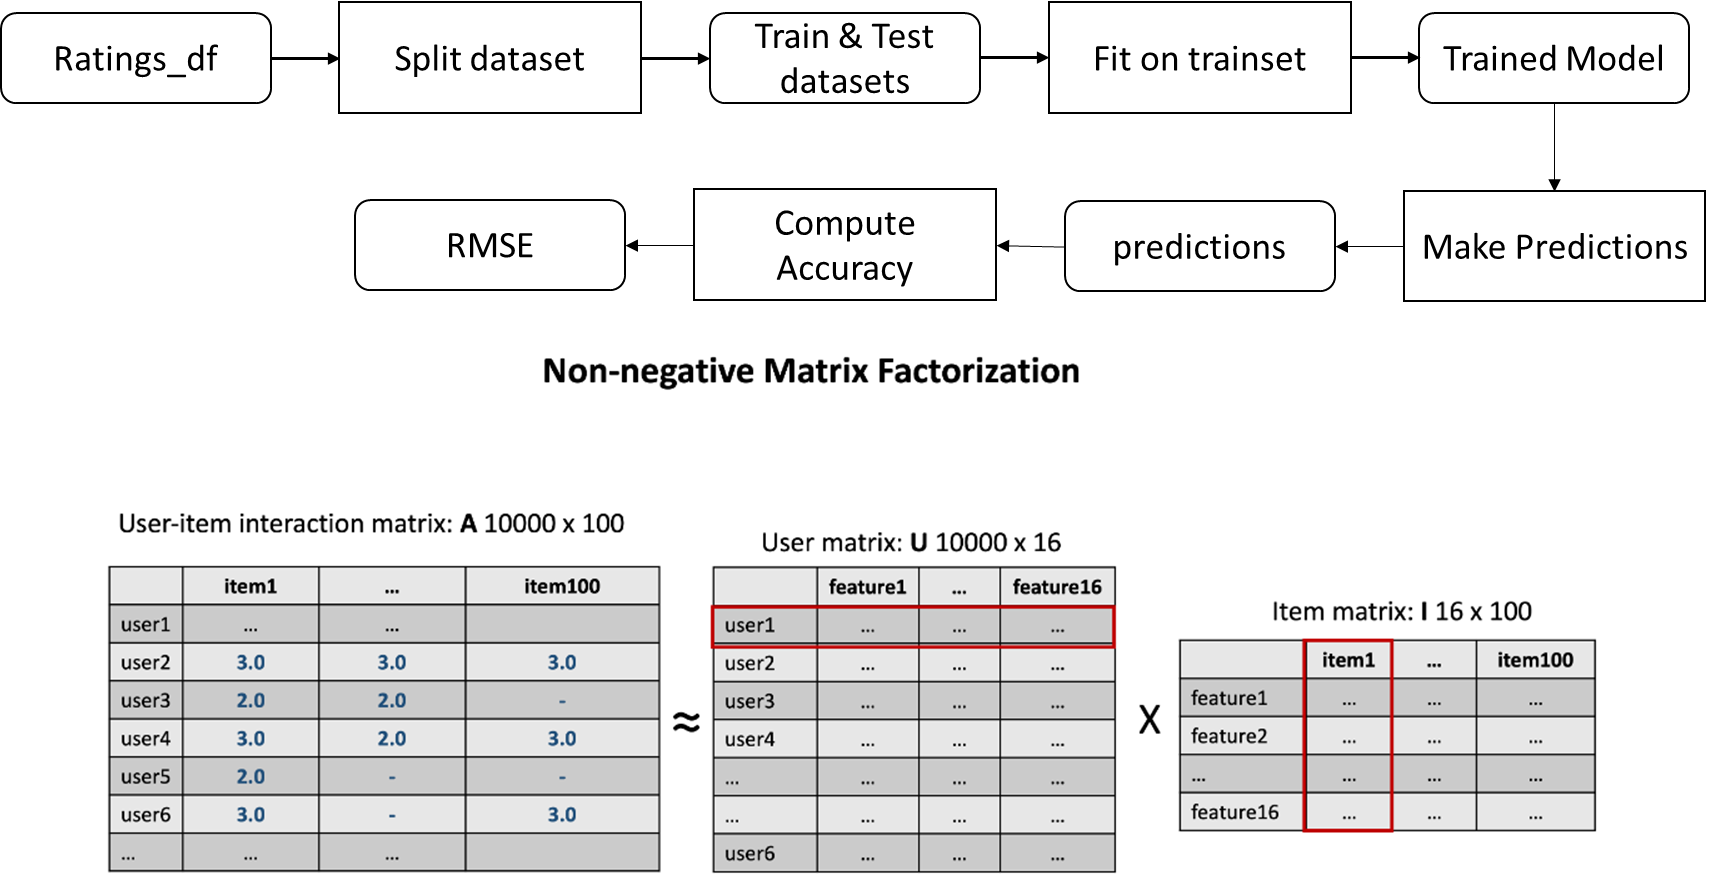 Ratings_df
Split dataset
Train & Test
datasets
Fit on trainset
Trained Model
RMSE
Compute
Accuracy
predictions
Make Predictions
Non-negative Matrix Factorization
User-item interaction matrix: A 10000 x 100
item1 ... item100
user1 ... ...
user2 3.0 3.0 3.0
user3 2.0 2.0 -
user4 3.0 2.0 3.0
user5 2.0 - -
user6 3.0 - 3.0
... ... ...
≈
User matrix: U 10000 x 16
feature1 ... feature16
user1 ... ... ...
user2 ... ... ...
user3 ... ... ...
user4 ... ... ...
... ... ... ...
... ... ... ...
user6 ... ... ...
X
Item matrix: I 16 x 100
item1 ... item100
feature1 ... ... ...
feature2 ... ... ...
... ... ... ...
feature16 ... ... ...